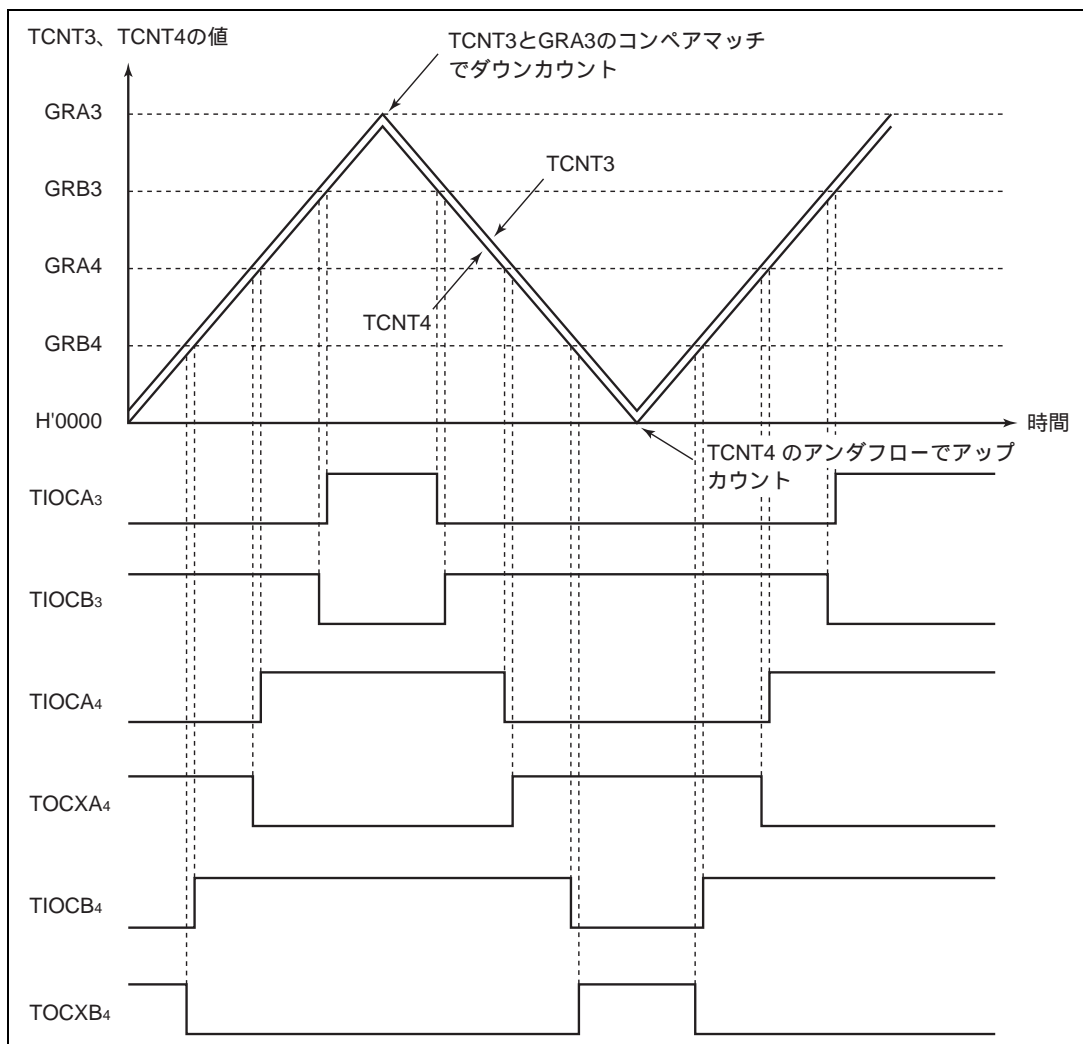 TCNT3、TCNT4の値
TCNT3とGRA3のコンペアマッチ
でダウンカウント
GRA3
TCNT3
GRB3
GRA4
TCNT4
GRB4
H'0000
時間
TCNT4 のアンダフローでアップ
カウント
TIOCA3
TIOCB3
TIOCA4
TOCXA4
TIOCB4
TOCXB4